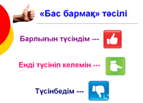 «Бас бармақ» тәсілі
Барлығын түсіндім ---
Енді түсініп келемін ---
Түсінбедім ---